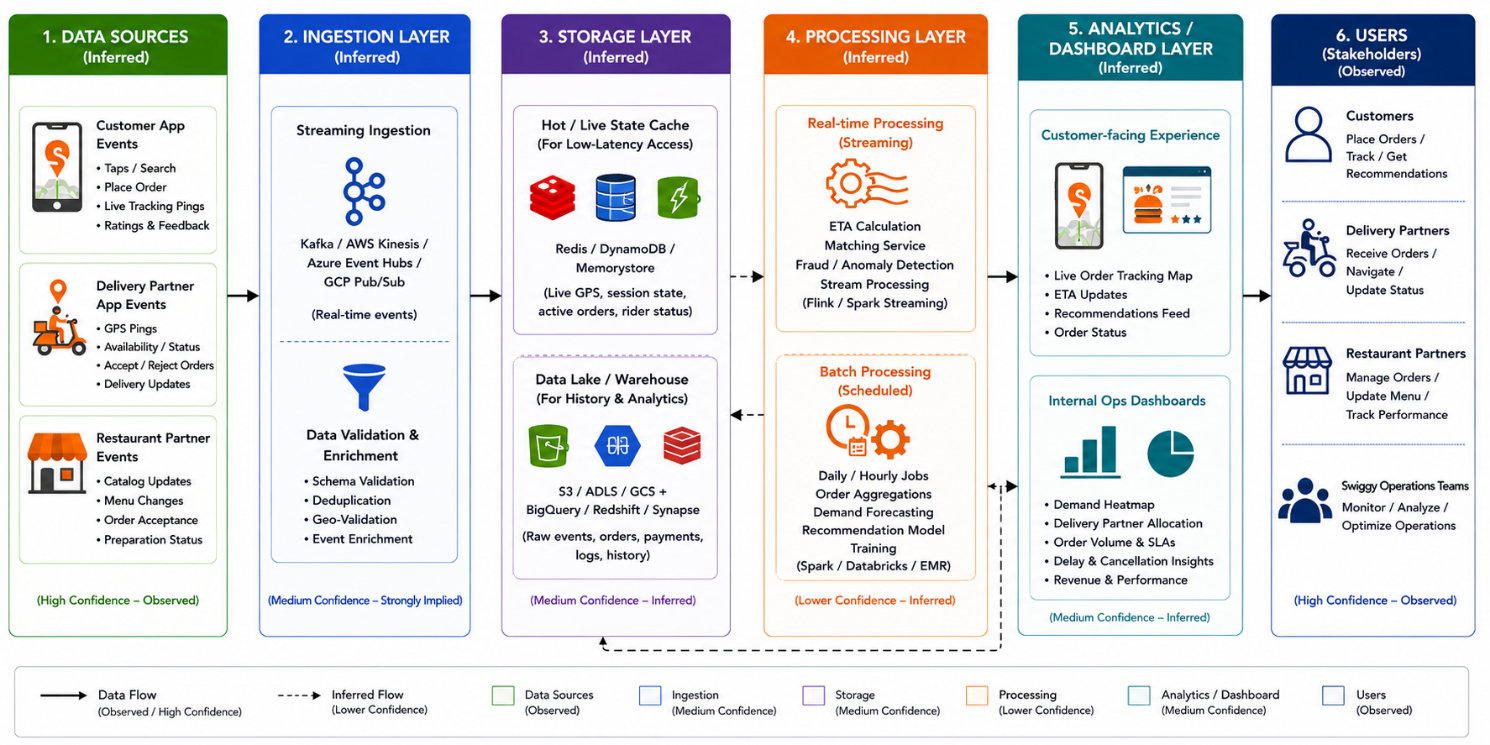 1. DATA SOURCES
(Inferred)
Customer App
Events
• Taps / Search
• Place Order
• Live Tracking Pings
• Ratings & Feedback
Delivery Partner
App Events
• GPS Pings
• Availability / Status
• Accept / Reject Orders
• Delivery Updates
Restaurant Partner
Events
• Catalog Updates
• Menu Changes
• Order Acceptance
• Preparation Status
(High Confidence – Observed)
2. INGESTION LAYER
(Inferred)
Streaming Ingestion
Kafka / AWS Kinesis /
Azure Event Hubs /
GCP Pub/Sub
(Real-time events)
Data Validation &
Enrichment
• Schema Validation
• Deduplication
• Geo-Validation
• Event Enrichment
(Medium Confidence – Strongly Implied)
3. STORAGE LAYER
(Inferred)
Hot / Live State Cache
(For Low-Latency Access)
Redis / DynamoDB /
Memorystore
(Live GPS, session state,
active orders, rider status)
Data Lake / Warehouse
(For History & Analytics)
S3 / ADLS / GCS +
BigQuery / Redshift / Synapse
(Raw events, orders, payments,
logs, history)
(Medium Confidence – Inferred)
4. PROCESSING LAYER
(Inferred)
Real-time Processing
(Streaming)
ETA Calculation
Matching Service
Fraud / Anomaly Detection
Stream Processing
(Flink / Spark Streaming)
Batch Processing
(Scheduled)
Daily / Hourly Jobs
Order Aggregations
Demand Forecasting
Recommendation Model
Training
(Spark / Databricks / EMR)
(Lower Confidence – Inferred)
5. ANALYTICS /
DASHBOARD LAYER
(Inferred)
Customer-facing Experience
• Live Order Tracking Map
• ETA Updates
• Recommendations Feed
• Order Status
Internal Ops Dashboards
• Demand Heatmap
• Delivery Partner Allocation
• Order Volume & SLAs
• Delay & Cancellation Insights
• Revenue & Performance
(Medium Confidence – Inferred)
6. USERS
(Stakeholders)
(Observed)
Customers
Place Orders /
Track / Get
Recommendations
Delivery Partners
Receive Orders /
Navigate /
Update Status
Restaurant Partners
Manage Orders /
Update Menu /
Track Performance
Swiggy Operations Teams
Monitor / Analyze /
Optimize Operations
(High Confidence – Observed)
Data Flow
(Observed / High Confidence)
Inferred Flow
(Lower Confidence)
Data Sources
(Observed)
Ingestion
(Medium Confidence)
Storage
(Medium Confidence)
Processing
(Lower Confidence)
Analytics / Dashboard
(Medium Confidence)
Users
(Observed)